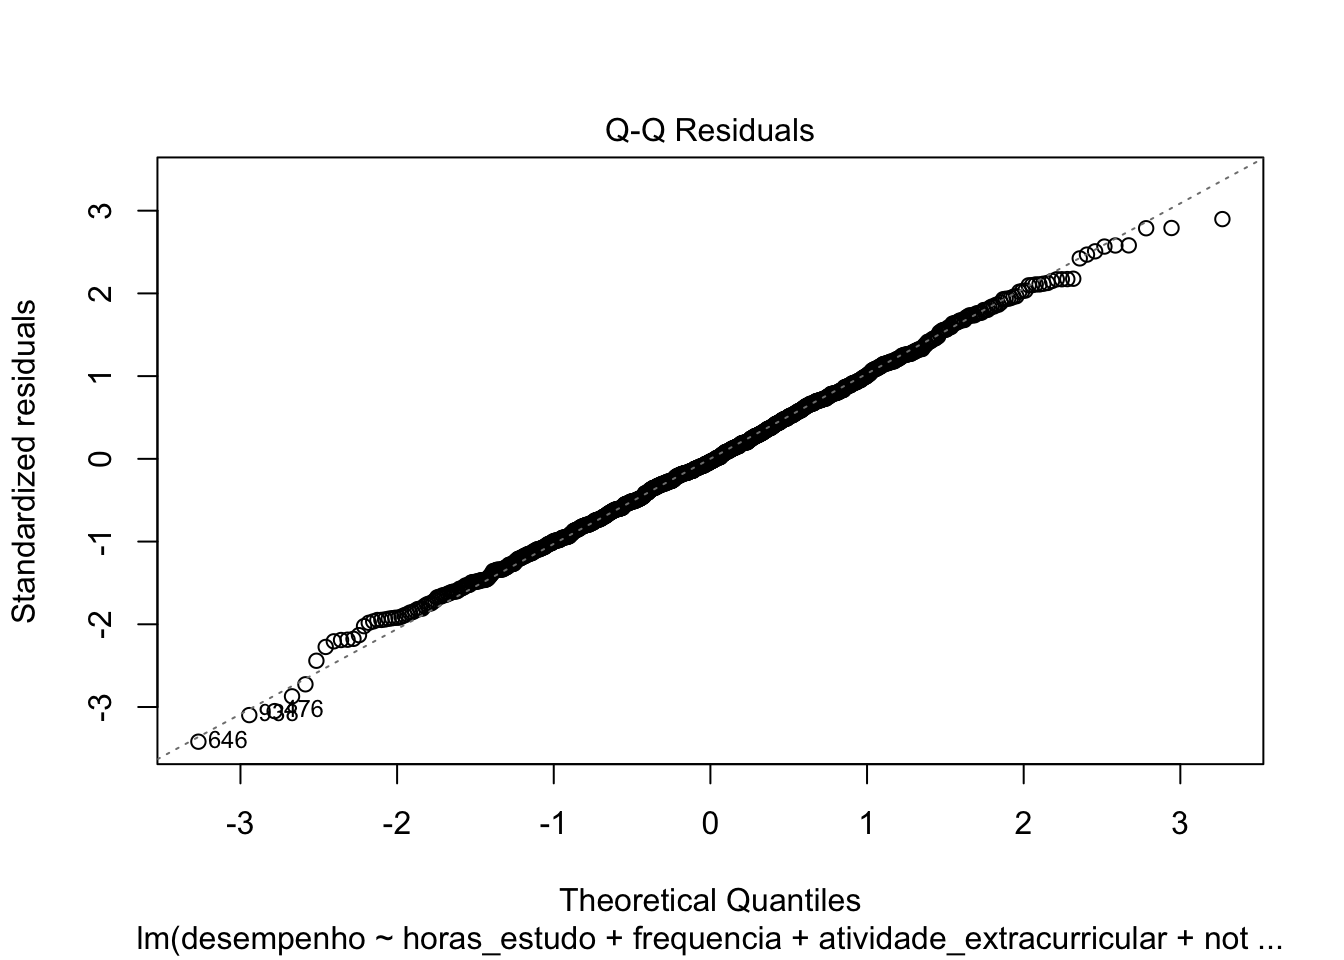 Q-Q Residuals
Standardized residuals
3
2
1
0
-1
-2
-3
476
938
646
-3 -2 -1 0 1 2 3
Theoretical Quantiles
lm(desempenho ~ horas_estudo + frequencia + atividade_extracurricular + not ...